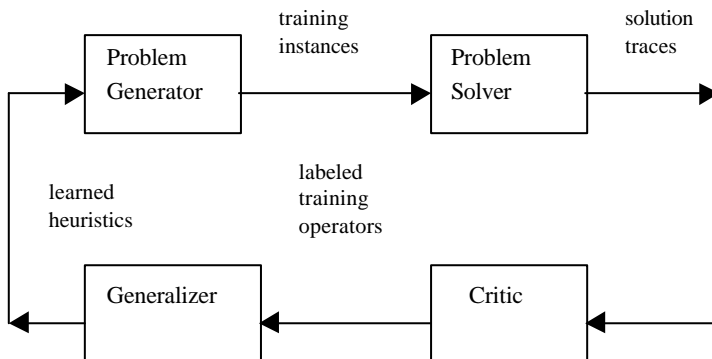 training
instances
solution
traces
Problem
Generator
Problem
Solver
learned
heuristics
labeled
training
operators
Generalizer
Critic